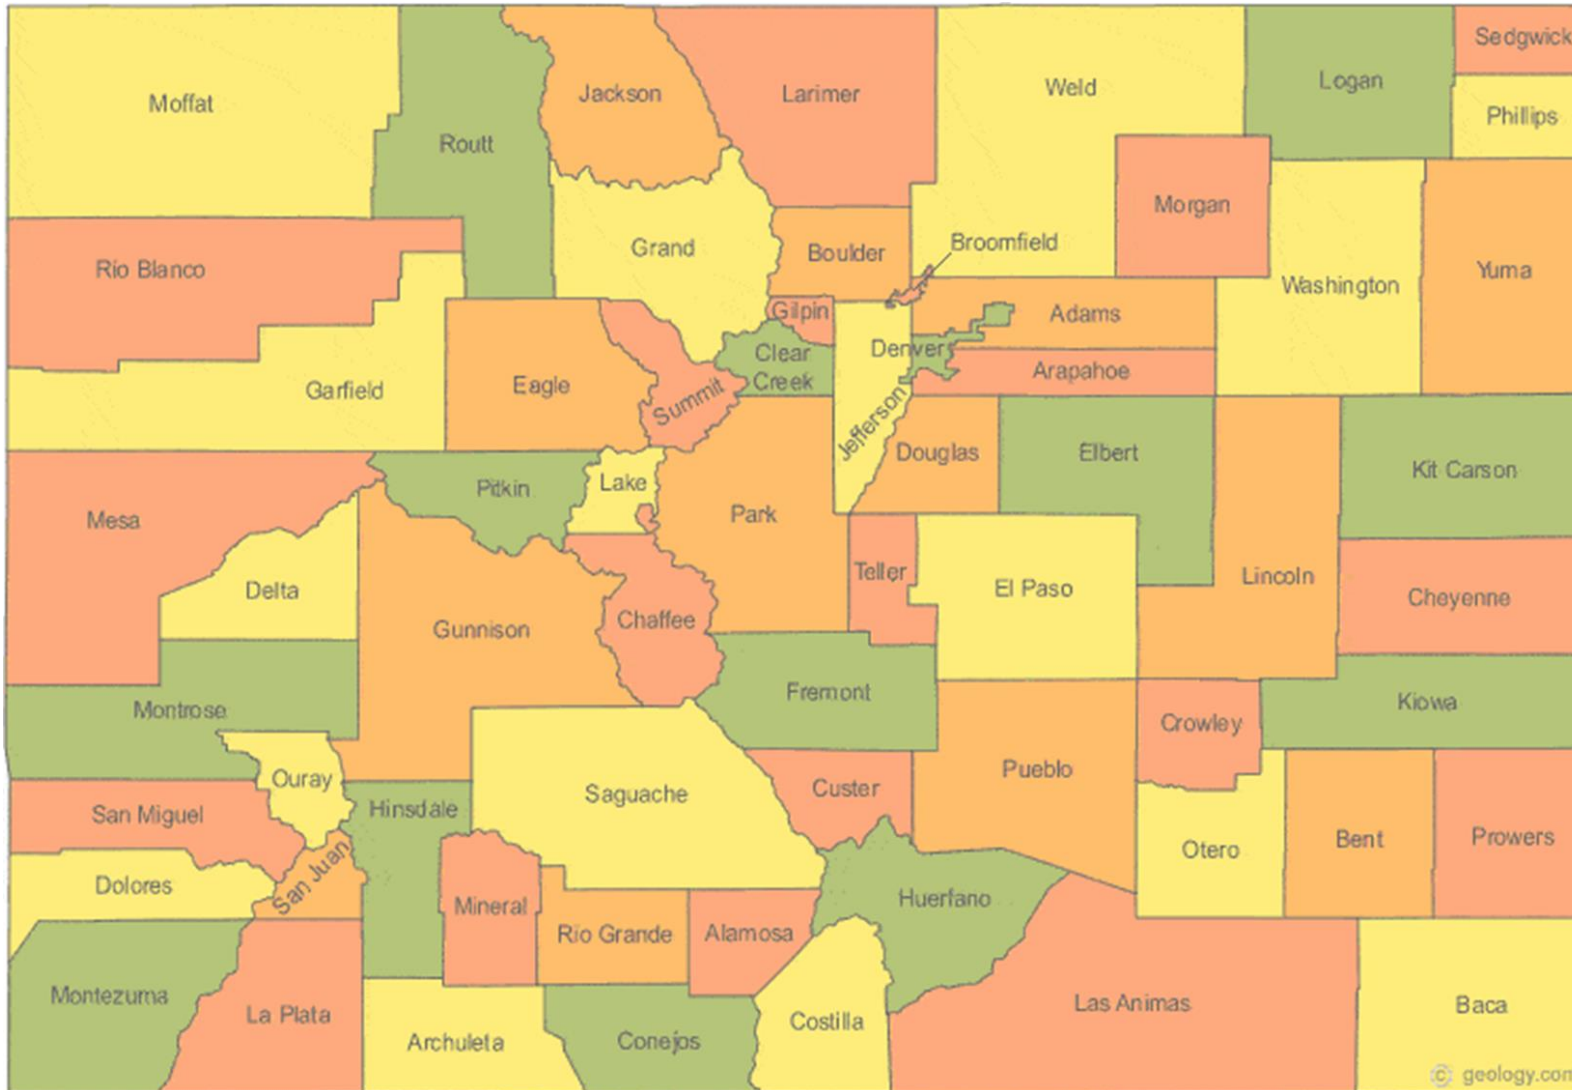 Sedgwick
Logan
Weld
Moffat
Jackson
Larimer
Phillips
Routt
Morgan
Broomfield
Grand
Boulder
Rio Blanco
Yuma
Washington
Gilpin
Adams
Clear
Creek
Denver
Arapahoe
Eagle
Garfield
Summit
Jefferson
Douglas
Elbert
Kit Carson
Pitkin
Lake
Park
Mesa
Teller
Lincoln
Delta
El Paso
Cheyenne
Chaffee
Gunnison
Fremont
Kiowa
Montrose
Crowley
Pueblo
Ouray
Custer
Saguache
San Miguel
Hinsdale
Otero
Bent
Prowers
Dolores
San Juan
Huerfano
Mineral
Rio Grande
Alamosa
Montezuma
La Plata
Las Animas
Baca
Archuleta
Conejos
Costilla
© geology.com